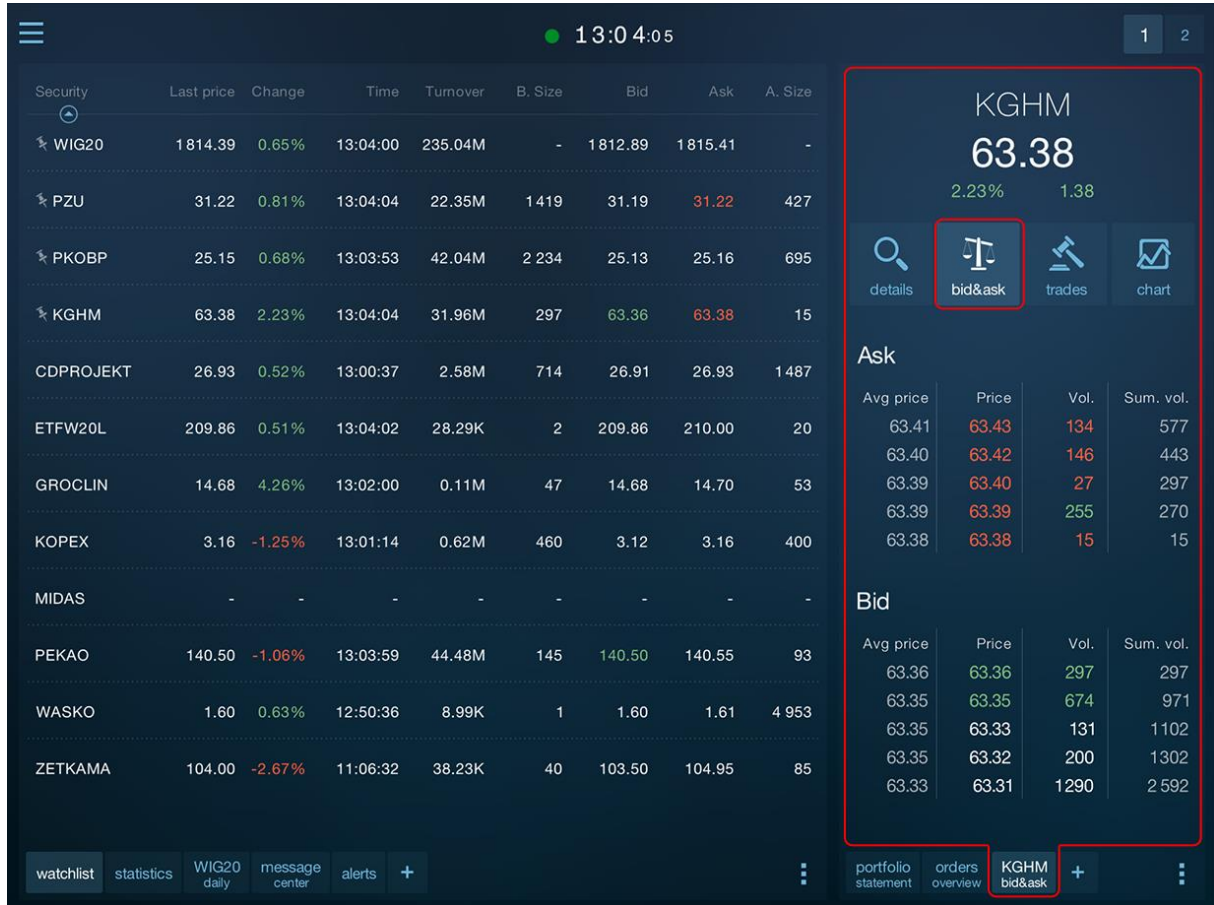 13:04:05
1 2
Security Last price Change Time Turnover B. Size Bid Ask A. Size
WIG20 1814.39 0.65% 13:04:00 235.04M - 1812.89 1815.41 -
PZU 31.22 0.81% 13:04:04 22.35M 1419 31.19 31.22 427
PKOBP 25.15 0.68% 13:03:53 42.04M 2 234 25.13 25.16 695
KGHM 63.38 2.23% 13:04:04 31.96M 297 63.36 63.38 15
CDPROJEKT 26.93 0.52% 13:00:37 2.58M 714 26.91 26.93 1487
ETFW20L 209.86 0.51% 13:04:02 28.29K 2 209.86 210.00 20
GROCLIN 14.68 4.26% 13:02:00 0.11M 47 14.68 14.70 53
KOPEX 3.16 -1.25% 13:01:14 0.62M 460 3.12 3.16 400
MIDAS - - - - - - - -
PEKAO 140.50 -1.06% 13:03:59 44.48M 145 140.50 140.55 93
WASKO 1.60 0.63% 12:50:36 8.99K 1 1.60 1.61 4 953
ZETKAMA 104.00 -2.67% 11:06:32 38.23K 40 103.50 104.95 85
watchlist statistics WIG20 daily message center alerts +
KGHM
63.38
2.23% 1.38
details bid&ask trades chart
Ask
Avg price Price Vol. Sum. vol.
63.41 63.43 134 577
63.40 63.42 146 443
63.39 63.40 27 297
63.39 63.39 255 270
63.38 63.38 15 15
Bid
Avg price Price Vol. Sum. vol.
63.36 63.36 297 297
63.35 63.35 674 971
63.35 63.33 131 1102
63.35 63.32 200 1302
63.33 63.31 1290 2 592
portfolio statement orders overview KGHM bid&ask +